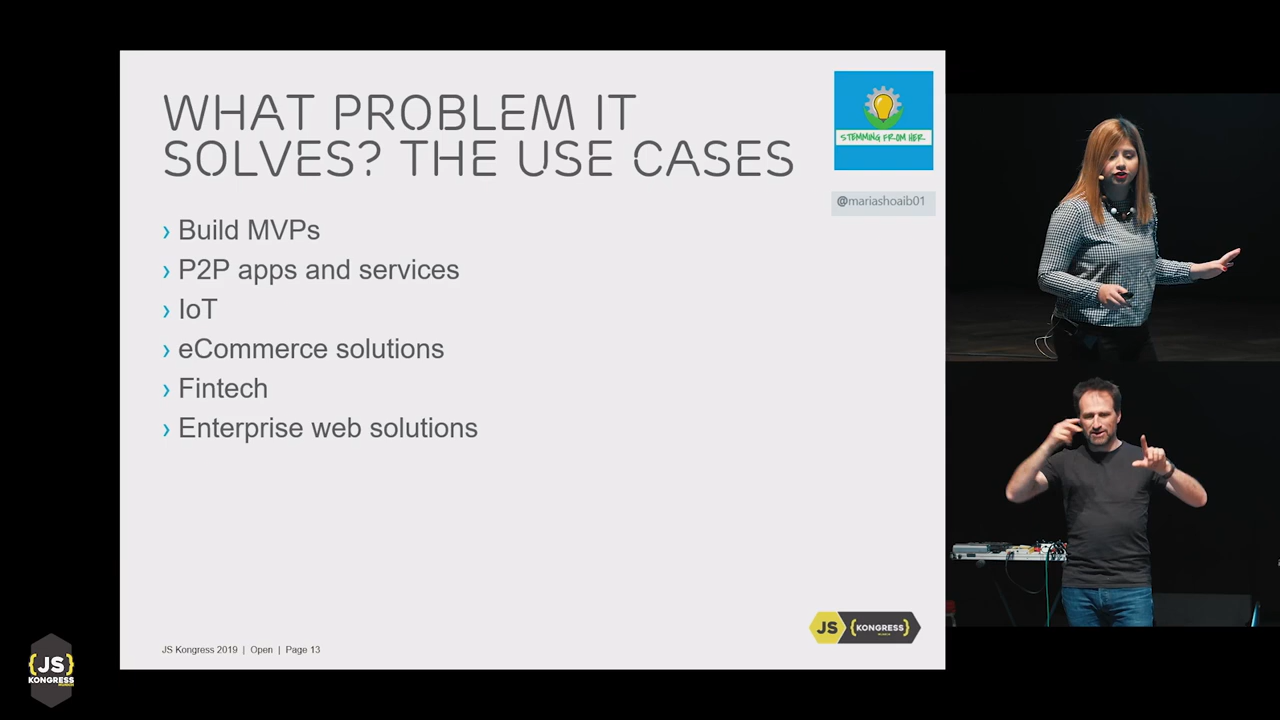 WHAT PROBLEM IT
SOLVES? THE USE CASES
› Build MVPs
› P2P apps and services
› IoT
› eCommerce solutions
› Fintech
› Enterprise web solutions
STEMMING FROM HER
@mariashoaib01
JS Kongress 2019 | Open | Page 13
JS {KONGRESS}
{JS}
KONGRESS